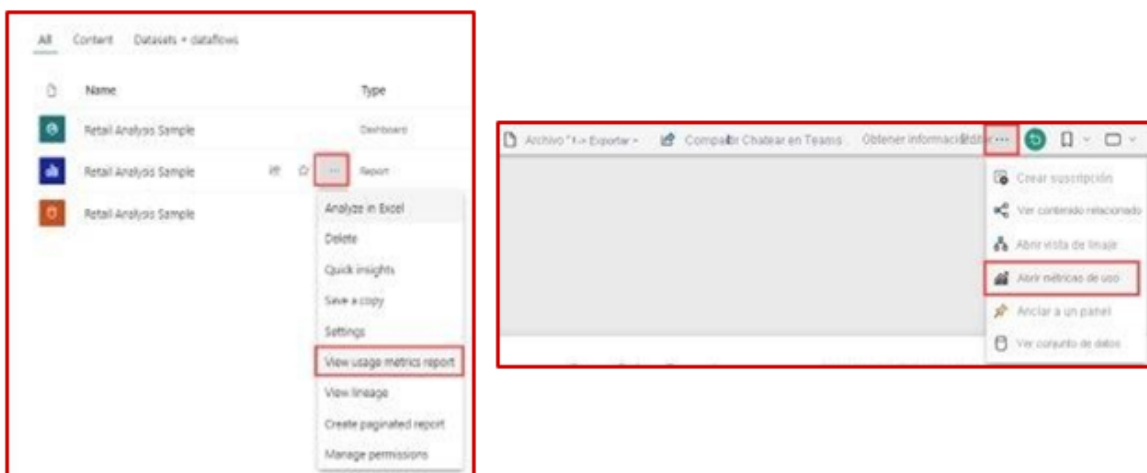 All Content Datasets + dataflows
Name Type
Retail Analysis Sample Dashboard
Retail Analysis Sample ... Report
Retail Analysis Sample
Analyze in Excel
Delete
Quick insights
Save a copy
Settings
View usage metrics report
View lineage
Create paginated report
Manage permissions
Archivo Exportar Compartir Chatear en Teams Obtener ...
Crear suscripción
Ver contenido relacionado
Abrir vista de linaje
Abrir métricas de uso
Anclar a un panel
Ver conjunto de datos